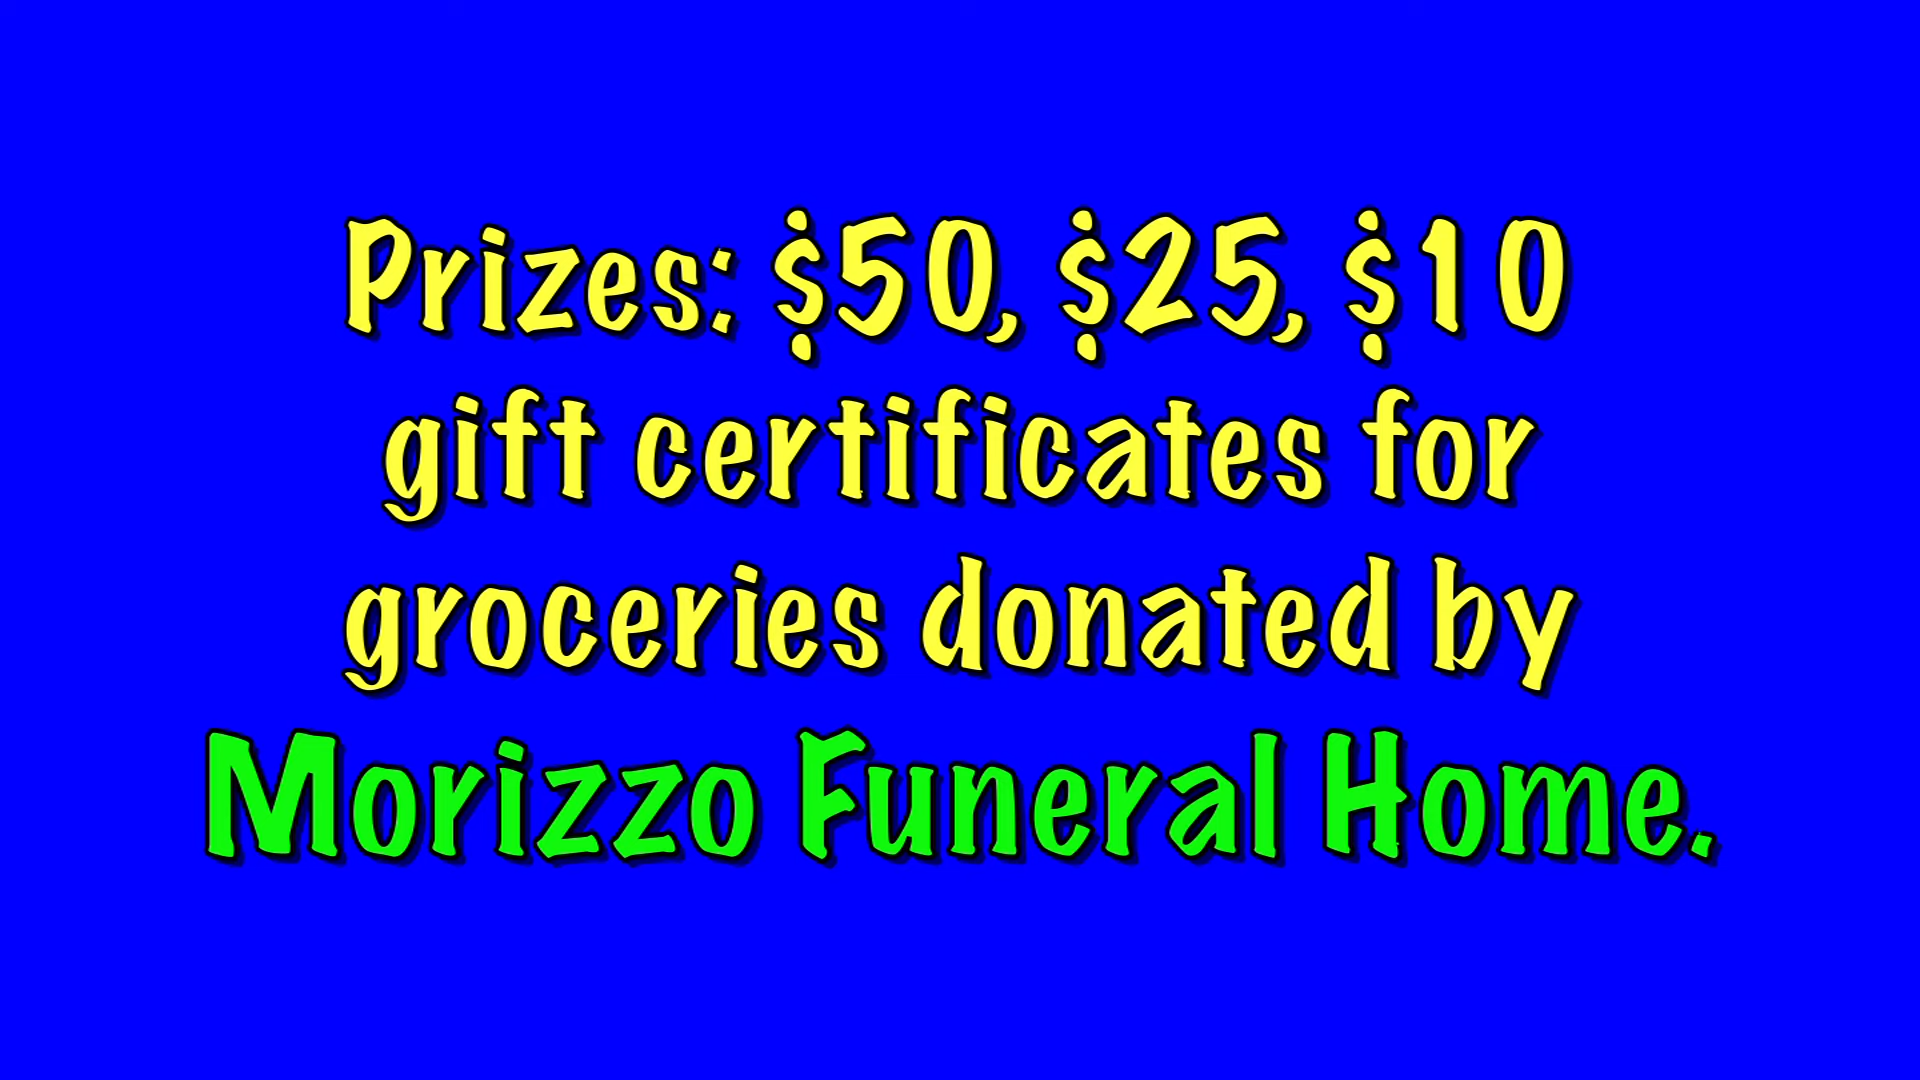 Prizes: $50, $25, $10
gift certificates for
groceries donated by
Morizzo Funeral Home.